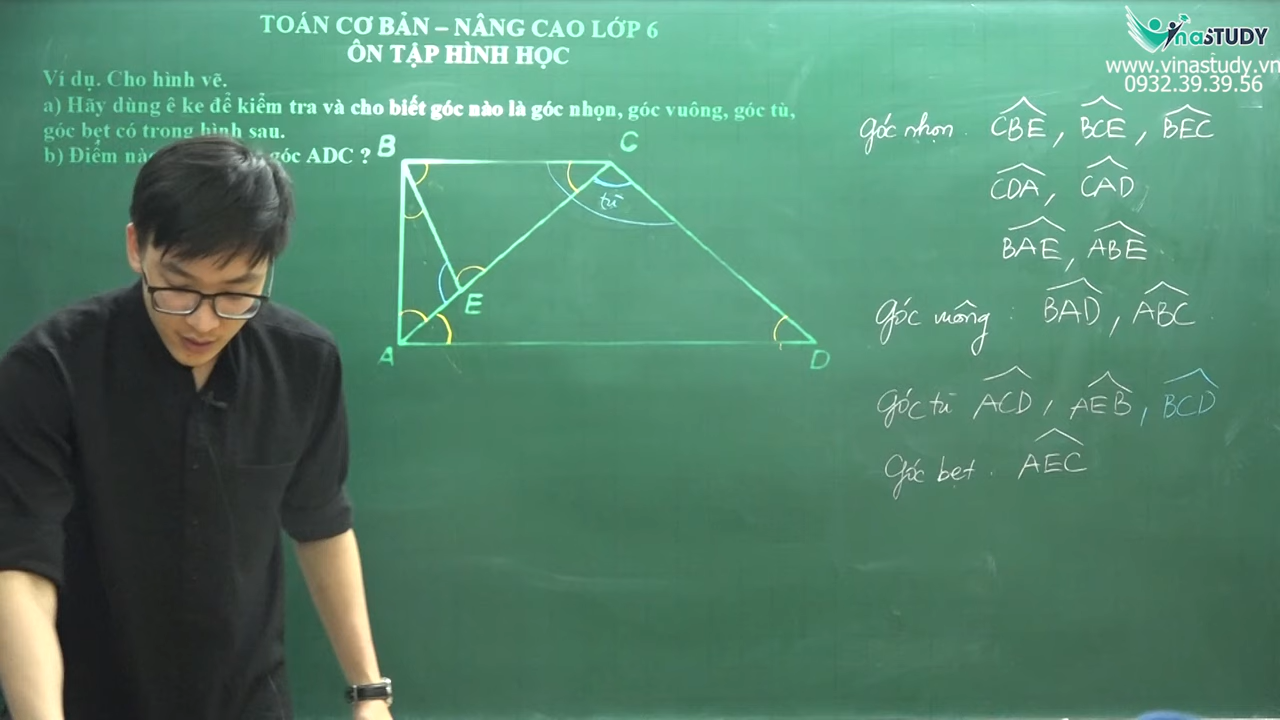 TOÁN CƠ BẢN – NÂNG CAO LỚP 6
ÔN TẬP HÌNH HỌC
Ví dụ. Cho hình vẽ.
a) Hãy dùng ê ke để kiểm tra và cho biết góc nào là góc nhọn, góc vuông, góc tù,
góc bẹt có trong hình sau.
b) Điểm góc ADC ?
B
C
tù
E
A
D
VinaSTUDY
www.vinastudy.vn
0932.39.39.56
Góc nhọn: CBE, BCE, BEC
CDA, CAD
BAE, ABE
Góc vuông: BAD, ABC
Góc tù ACD, AEB, BCD
Góc bẹt: AEC